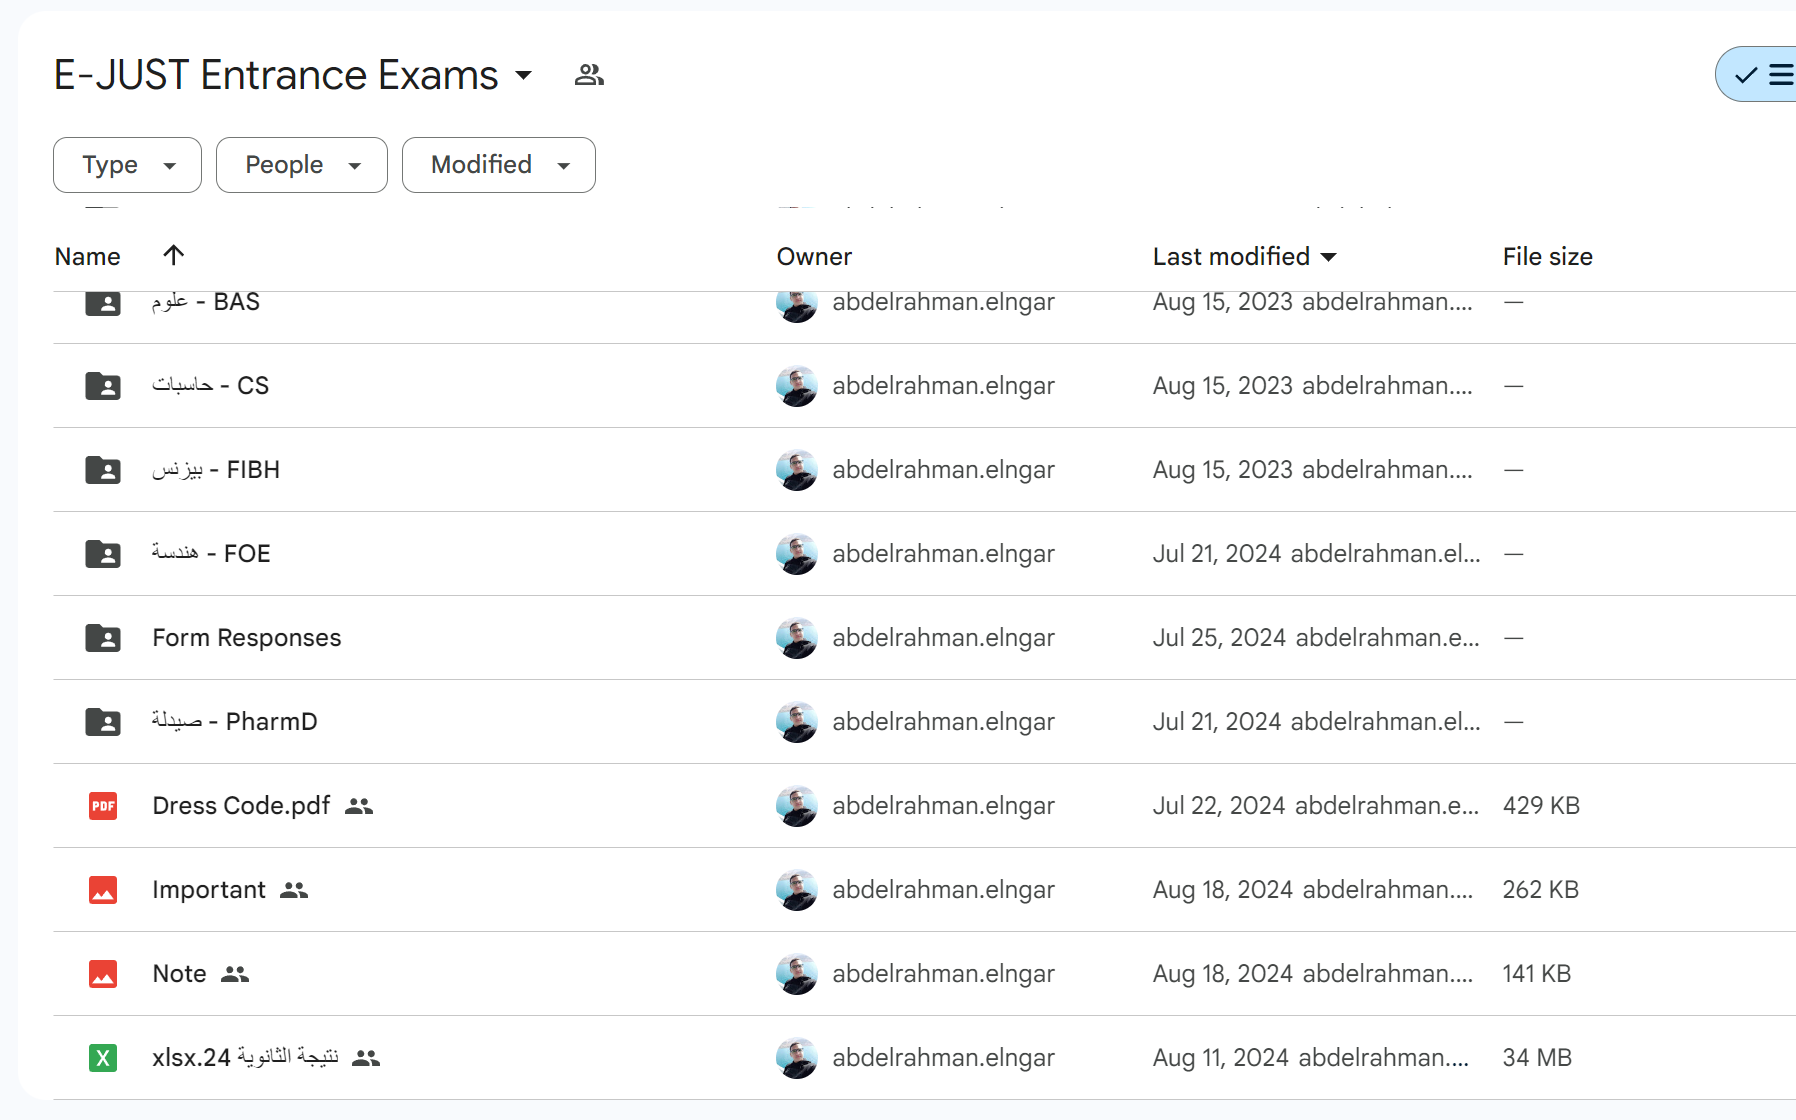 E-JUST Entrance Exams
Type People Modified
Name Owner Last modified File size
علوم - BAS abdelrahman.elngar Aug 15, 2023 abdelrahman.... —
حاسبات - CS abdelrahman.elngar Aug 15, 2023 abdelrahman.... —
بيزنس - FIBH abdelrahman.elngar Aug 15, 2023 abdelrahman.... —
هندسة - FOE abdelrahman.elngar Jul 21, 2024 abdelrahman.el... —
Form Responses abdelrahman.elngar Jul 25, 2024 abdelrahman.e... —
صيدلة - PharmD abdelrahman.elngar Jul 21, 2024 abdelrahman.el... —
PDF Dress Code.pdf abdelrahman.elngar Jul 22, 2024 abdelrahman.e... 429 KB
Important abdelrahman.elngar Aug 18, 2024 abdelrahman.... 262 KB
Note abdelrahman.elngar Aug 18, 2024 abdelrahman.... 141 KB
X xlsx.24 نتيجة الثانوية abdelrahman.elngar Aug 11, 2024 abdelrahman.... 34 MB